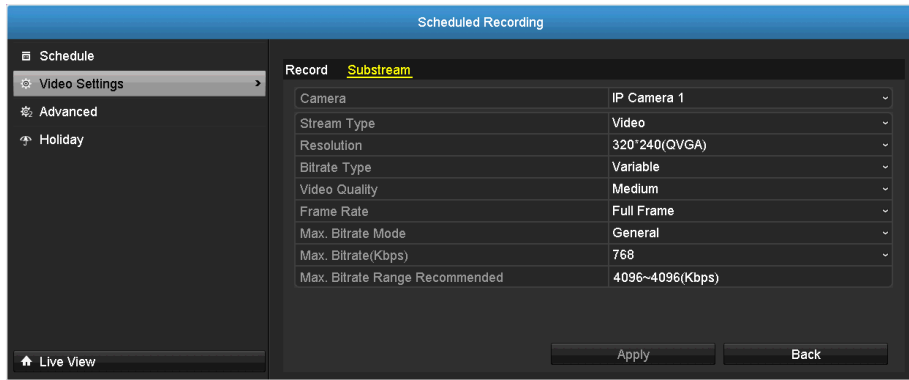 Scheduled Recording
Schedule
Video Settings
Advanced
Holiday
Live View
Record Substream
Camera IP Camera 1
Stream Type Video
Resolution 320*240(QVGA)
Bitrate Type Variable
Video Quality Medium
Frame Rate Full Frame
Max. Bitrate Mode General
Max. Bitrate(Kbps) 768
Max. Bitrate Range Recommended 4096~4096(Kbps)
Apply Back